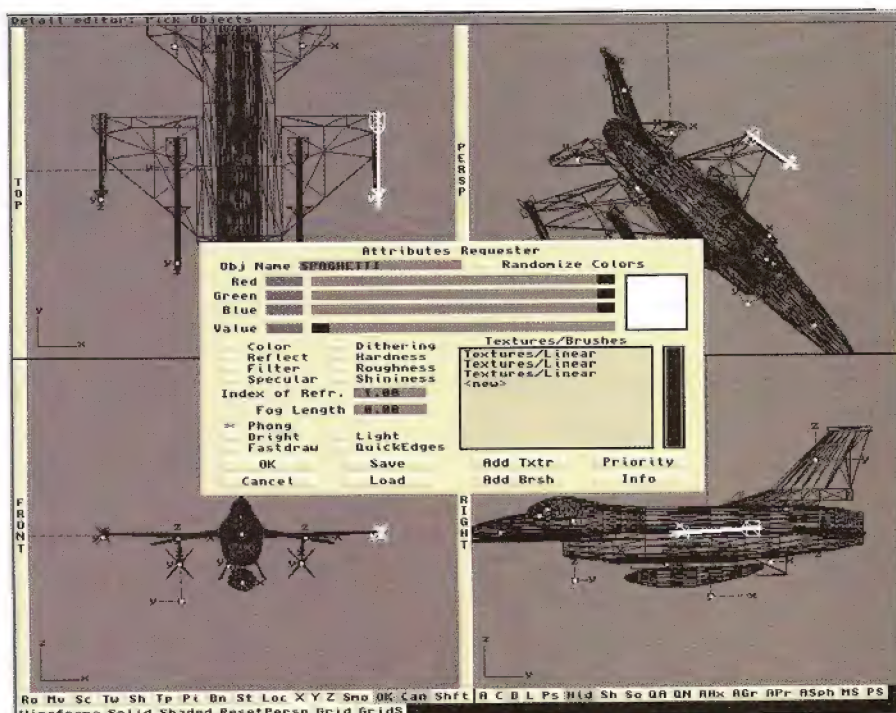 Detail editor: Pick Objects
TOP
PERSP
Attributes Requester
Obj Name SPAGHETTI Randomize Colors
Red
Green
Blue
Value
Color Dithering
Reflect Hardness
Filter Roughness
Specular Shininess
Index of Refr. 1.00
Fog Length 0.00
Phong
Bright Light
Fastdraw QuickEdges
Textures/Brushes
Textures/Linear
Textures/Linear
Textures/Linear
<new>
OK Save Add Txtr Priority
Cancel Load Add Brsh Info
FRONT
RIGHT
Ro Mv Sc Tw Sh Tp Pi Bn St Loc X Y Z Smo OK Can Shft A C B L Ps Hid Sh So QA QN AHx AGr APr ASph MS PS
Wireframe Solid Shaded ResetPersp Grid GridS